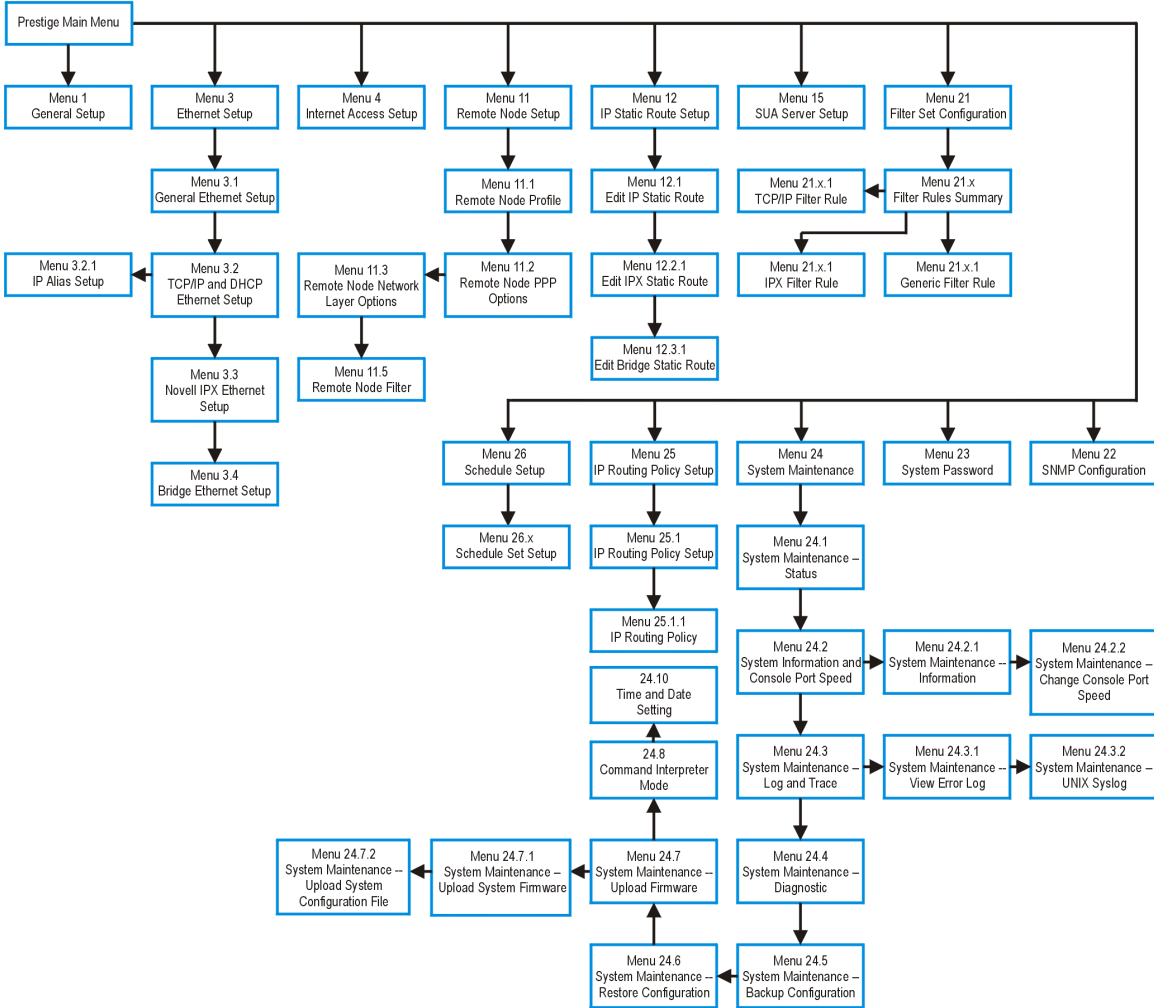 Prestige Main Menu
Menu 1
General Setup
Menu 3
Ethernet Setup
Menu 4
Internet Access Setup
Menu 11
Remote Node Setup
Menu 12
IP Static Route Setup
Menu 15
SUA Server Setup
Menu 21
Filter Set Configuration
Menu 3.1
General Ethernet Setup
Menu 11.1
Remote Node Profile
Menu 12.1
Edit IP Static Route
Menu 21.x.1
TCP/IP Filter Rule
Menu 21.x
Filter Rules Summary
Menu 3.2.1
IP Alias Setup
Menu 3.2
TCP/IP and DHCP
Ethernet Setup
Menu 11.3
Remote Node Network
Layer Options
Menu 11.2
Remote Node PPP
Options
Menu 12.2.1
Edit IPX Static Route
Menu 21.x.1
IPX Filter Rule
Menu 21.x.1
Generic Filter Rule
Menu 3.3
Novell IPX Ethernet
Setup
Menu 11.5
Remote Node Filter
Menu 12.3.1
Edit Bridge Static Route
Menu 3.4
Bridge Ethernet Setup
Menu 26
Schedule Setup
Menu 25
IP Routing Policy Setup
Menu 24
System Maintenance
Menu 23
System Password
Menu 22
SNMP Configuration
Menu 26.x
Schedule Set Setup
Menu 25.1
IP Routing Policy Setup
Menu 24.1
System Maintenance –
Status
Menu 25.1.1
IP Routing Policy
Menu 24.2
System Information and
Console Port Speed
Menu 24.2.1
System Maintenance --
Information
Menu 24.2.2
System Maintenance –
Change Console Port
Speed
24.10
Time and Date
Setting
24.8
Command Interpreter
Mode
Menu 24.3
System Maintenance –
Log and Trace
Menu 24.3.1
System Maintenance --
View Error Log
Menu 24.3.2
System Maintenance –
UNIX Syslog
Menu 24.7.2
System Maintenance --
Upload System
Configuration File
Menu 24.7.1
System Maintenance –
Upload System Firmware
Menu 24.7
System Maintenance --
Upload Firmware
Menu 24.4
System Maintenance –
Diagnostic
Menu 24.6
System Maintenance --
Restore Configuration
Menu 24.5
System Maintenance –
Backup Configuration